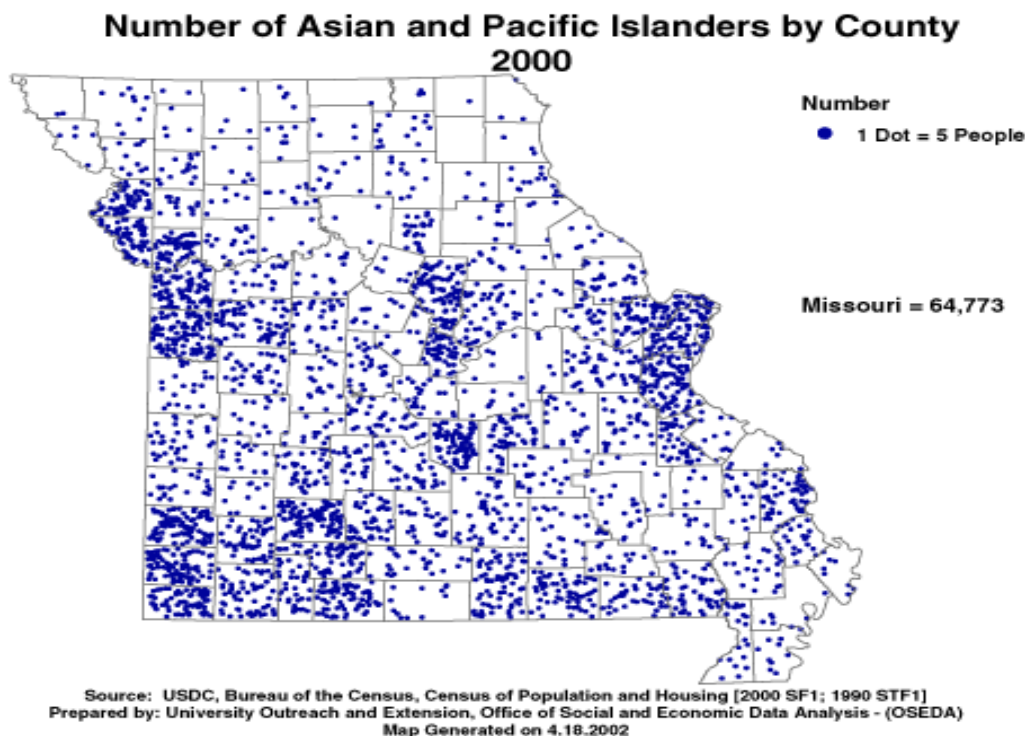 Number of Asian and Pacific Islanders by County
2000
Number
1 Dot = 5 People
Missouri = 64,773
Source: USDC, Bureau of the Census, Census of Population and Housing [2000 SF1; 1990 STF1]
Prepared by: University Outreach and Extension, Office of Social and Economic Data Analysis - (OSEDA)
Map Generated on 4.18.2002